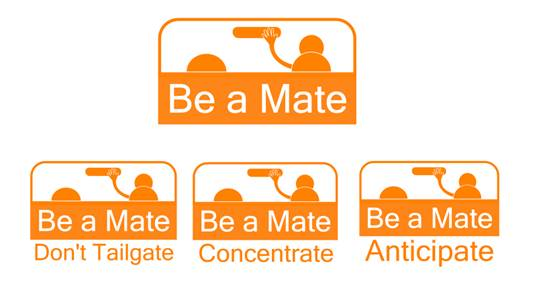 Be a Mate
Be a Mate
Don't Tailgate
Be a Mate
Concentrate
Be a Mate
Anticipate